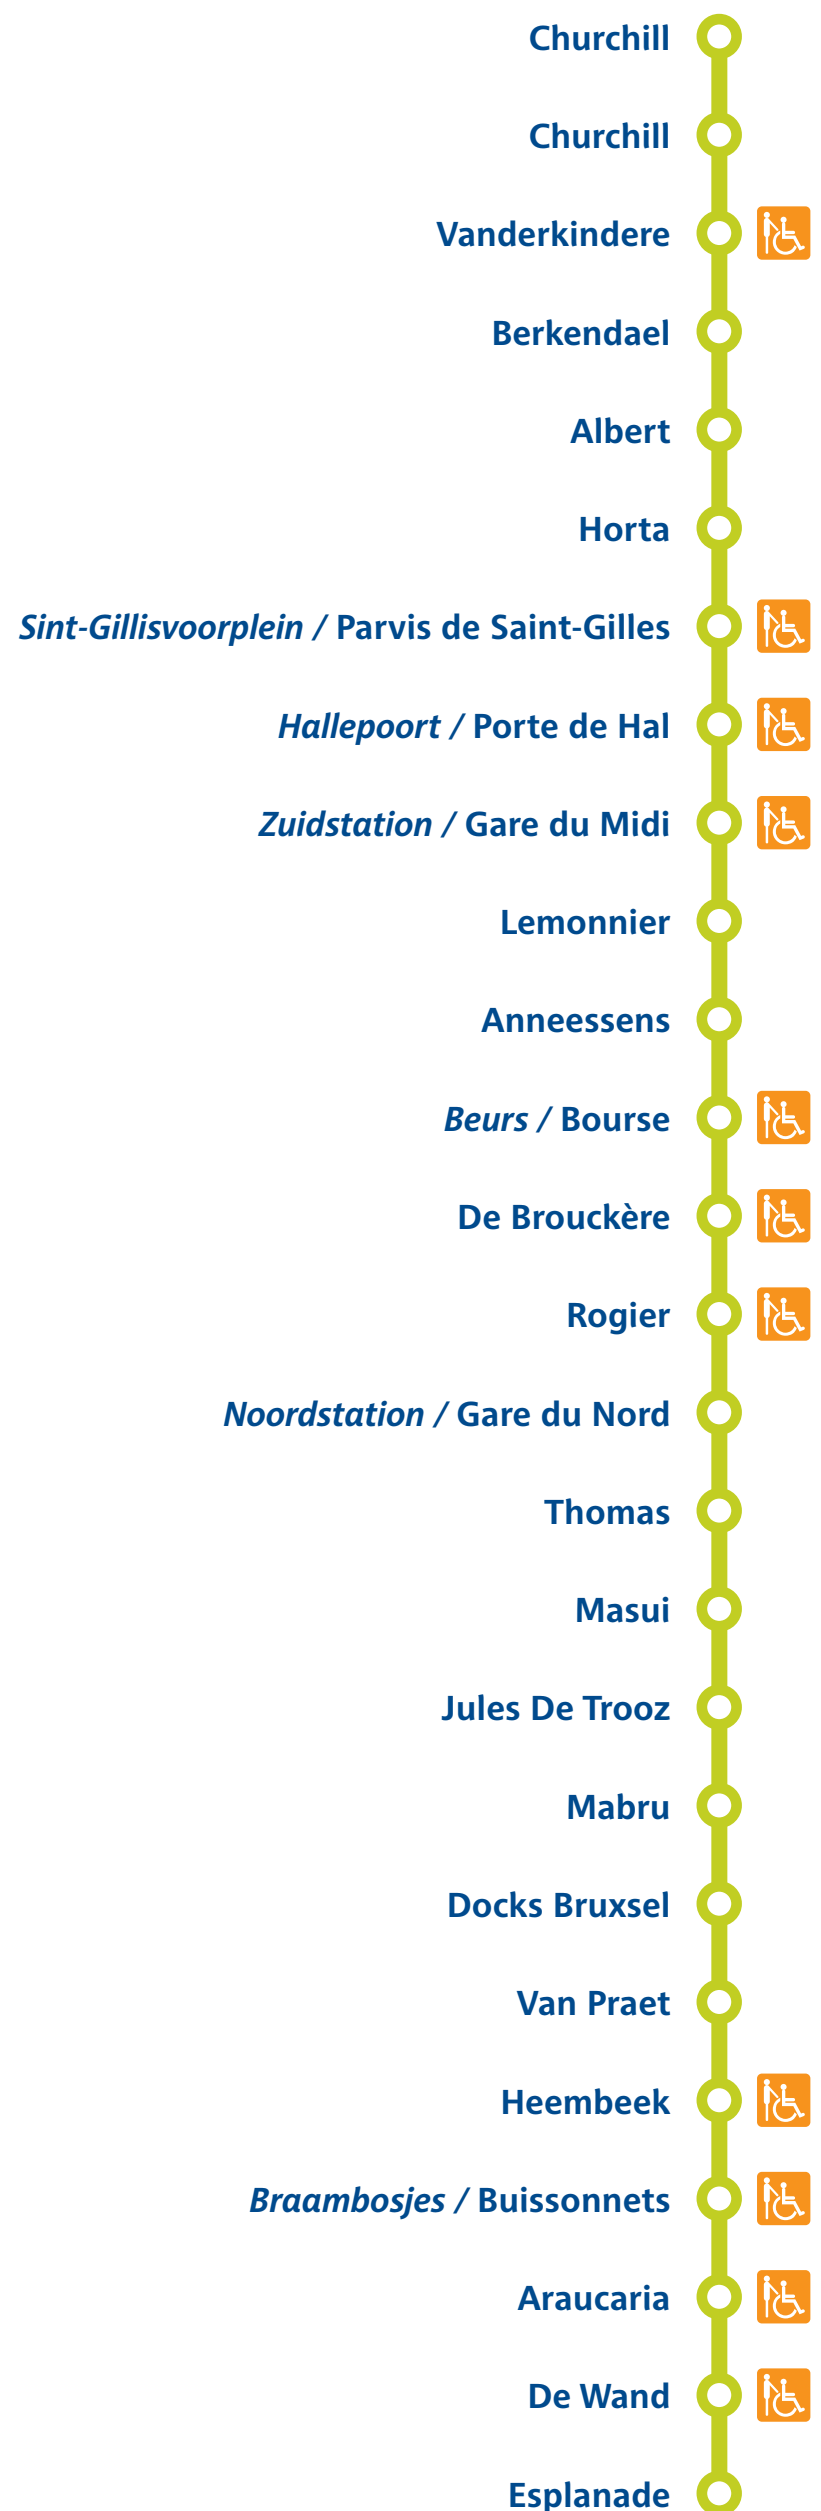 Churchill
Churchill
Vanderkindere
Berkendael
Albert
Horta
Sint-Gillisvoorplein / Parvis de Saint-Gilles
Hallepoort / Porte de Hal
Zuidstation / Gare du Midi
Lemonnier
Anneessens
Beurs / Bourse
De Brouckère
Rogier
Noordstation / Gare du Nord
Thomas
Masui
Jules De Trooz
Mabru
Docks Bruxsel
Van Praet
Heembeek
Braambosjes / Buissonnets
Araucaria
De Wand
Esplanade